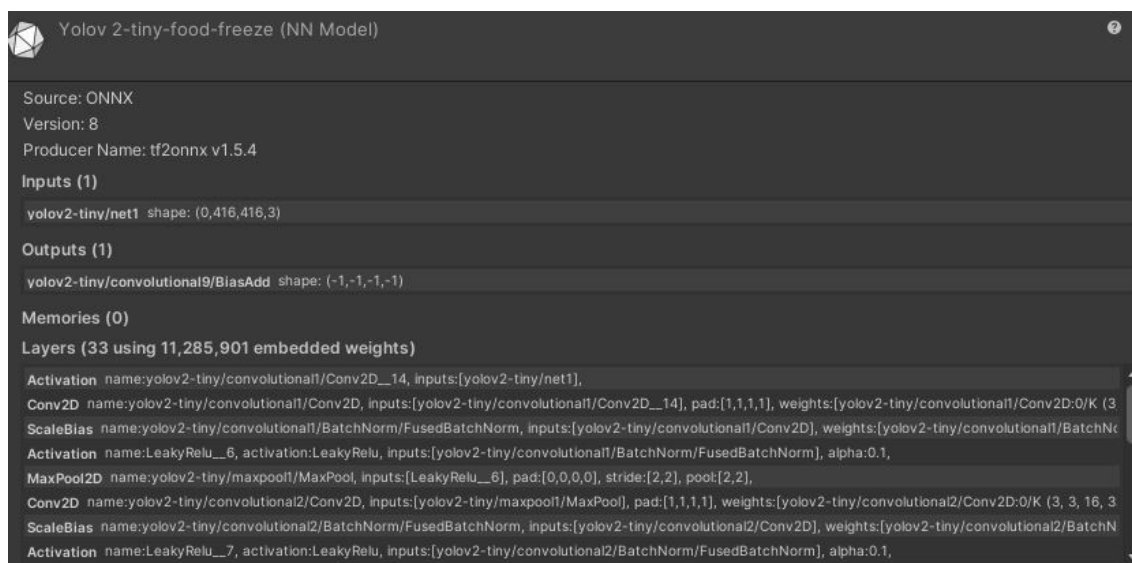 Yolov 2-tiny-food-freeze (NN Model)
Source: ONNX
Version: 8
Producer Name: tf2onnx v1.5.4
Inputs (1)
yolov2-tiny/net1 shape: (0,416,416,3)
Outputs (1)
yolov2-tiny/convolutional9/BiasAdd shape: (-1,-1,-1,-1)
Memories (0)
Layers (33 using 11,285,901 embedded weights)
Activation name:yolov2-tiny/convolutional1/Conv2D__14, inputs:[yolov2-tiny/net1],
Conv2D name:yolov2-tiny/convolutional1/Conv2D, inputs:[yolov2-tiny/convolutional1/Conv2D__14], pad:[1,1,1,1], weights:[yolov2-tiny/convolutional1/Conv2D:0/K (3
ScaleBias name:yolov2-tiny/convolutional1/BatchNorm/FusedBatchNorm, inputs:[yolov2-tiny/convolutional1/Conv2D], weights:[yolov2-tiny/convolutional1/BatchNo
Activation name:LeakyRelu__6, activation:LeakyRelu, inputs:[yolov2-tiny/convolutional1/BatchNorm/FusedBatchNorm], alpha:0.1,
MaxPool2D name:yolov2-tiny/maxpool1/MaxPool, inputs:[LeakyRelu__6], pad:[0,0,0,0], stride:[2,2], pool:[2,2],
Conv2D name:yolov2-tiny/convolutional2/Conv2D, inputs:[yolov2-tiny/maxpool1/MaxPool], pad:[1,1,1,1], weights:[yolov2-tiny/convolutional2/Conv2D:0/K (3, 3, 16, 3
ScaleBias name:yolov2-tiny/convolutional2/BatchNorm/FusedBatchNorm, inputs:[yolov2-tiny/convolutional2/Conv2D], weights:[yolov2-tiny/convolutional2/BatchN
Activation name:LeakyRelu__7, activation:LeakyRelu, inputs:[yolov2-tiny/convolutional2/BatchNorm/FusedBatchNorm], alpha:0.1,